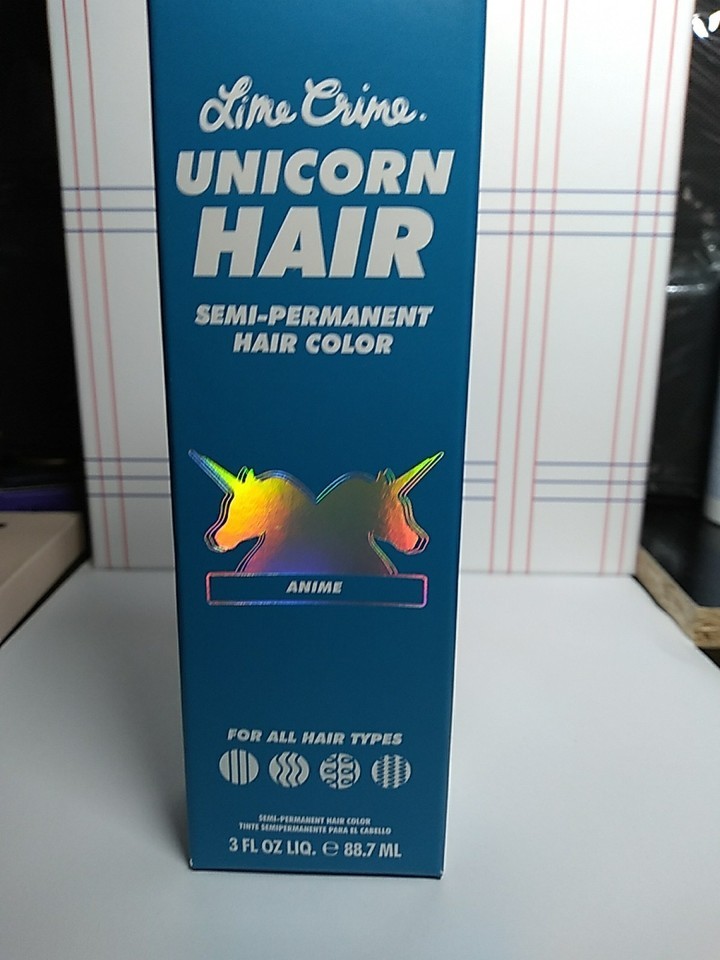 Lime Crime.
UNICORN
HAIR
SEMI-PERMANENT
HAIR COLOR
ANIME
FOR ALL HAIR TYPES
SEMI-PERMANENT HAIR COLOR
TINTE SEMIPERMANENTE PARA EL CABELLO
3 FL OZ LIQ. ℮ 88.7 ML